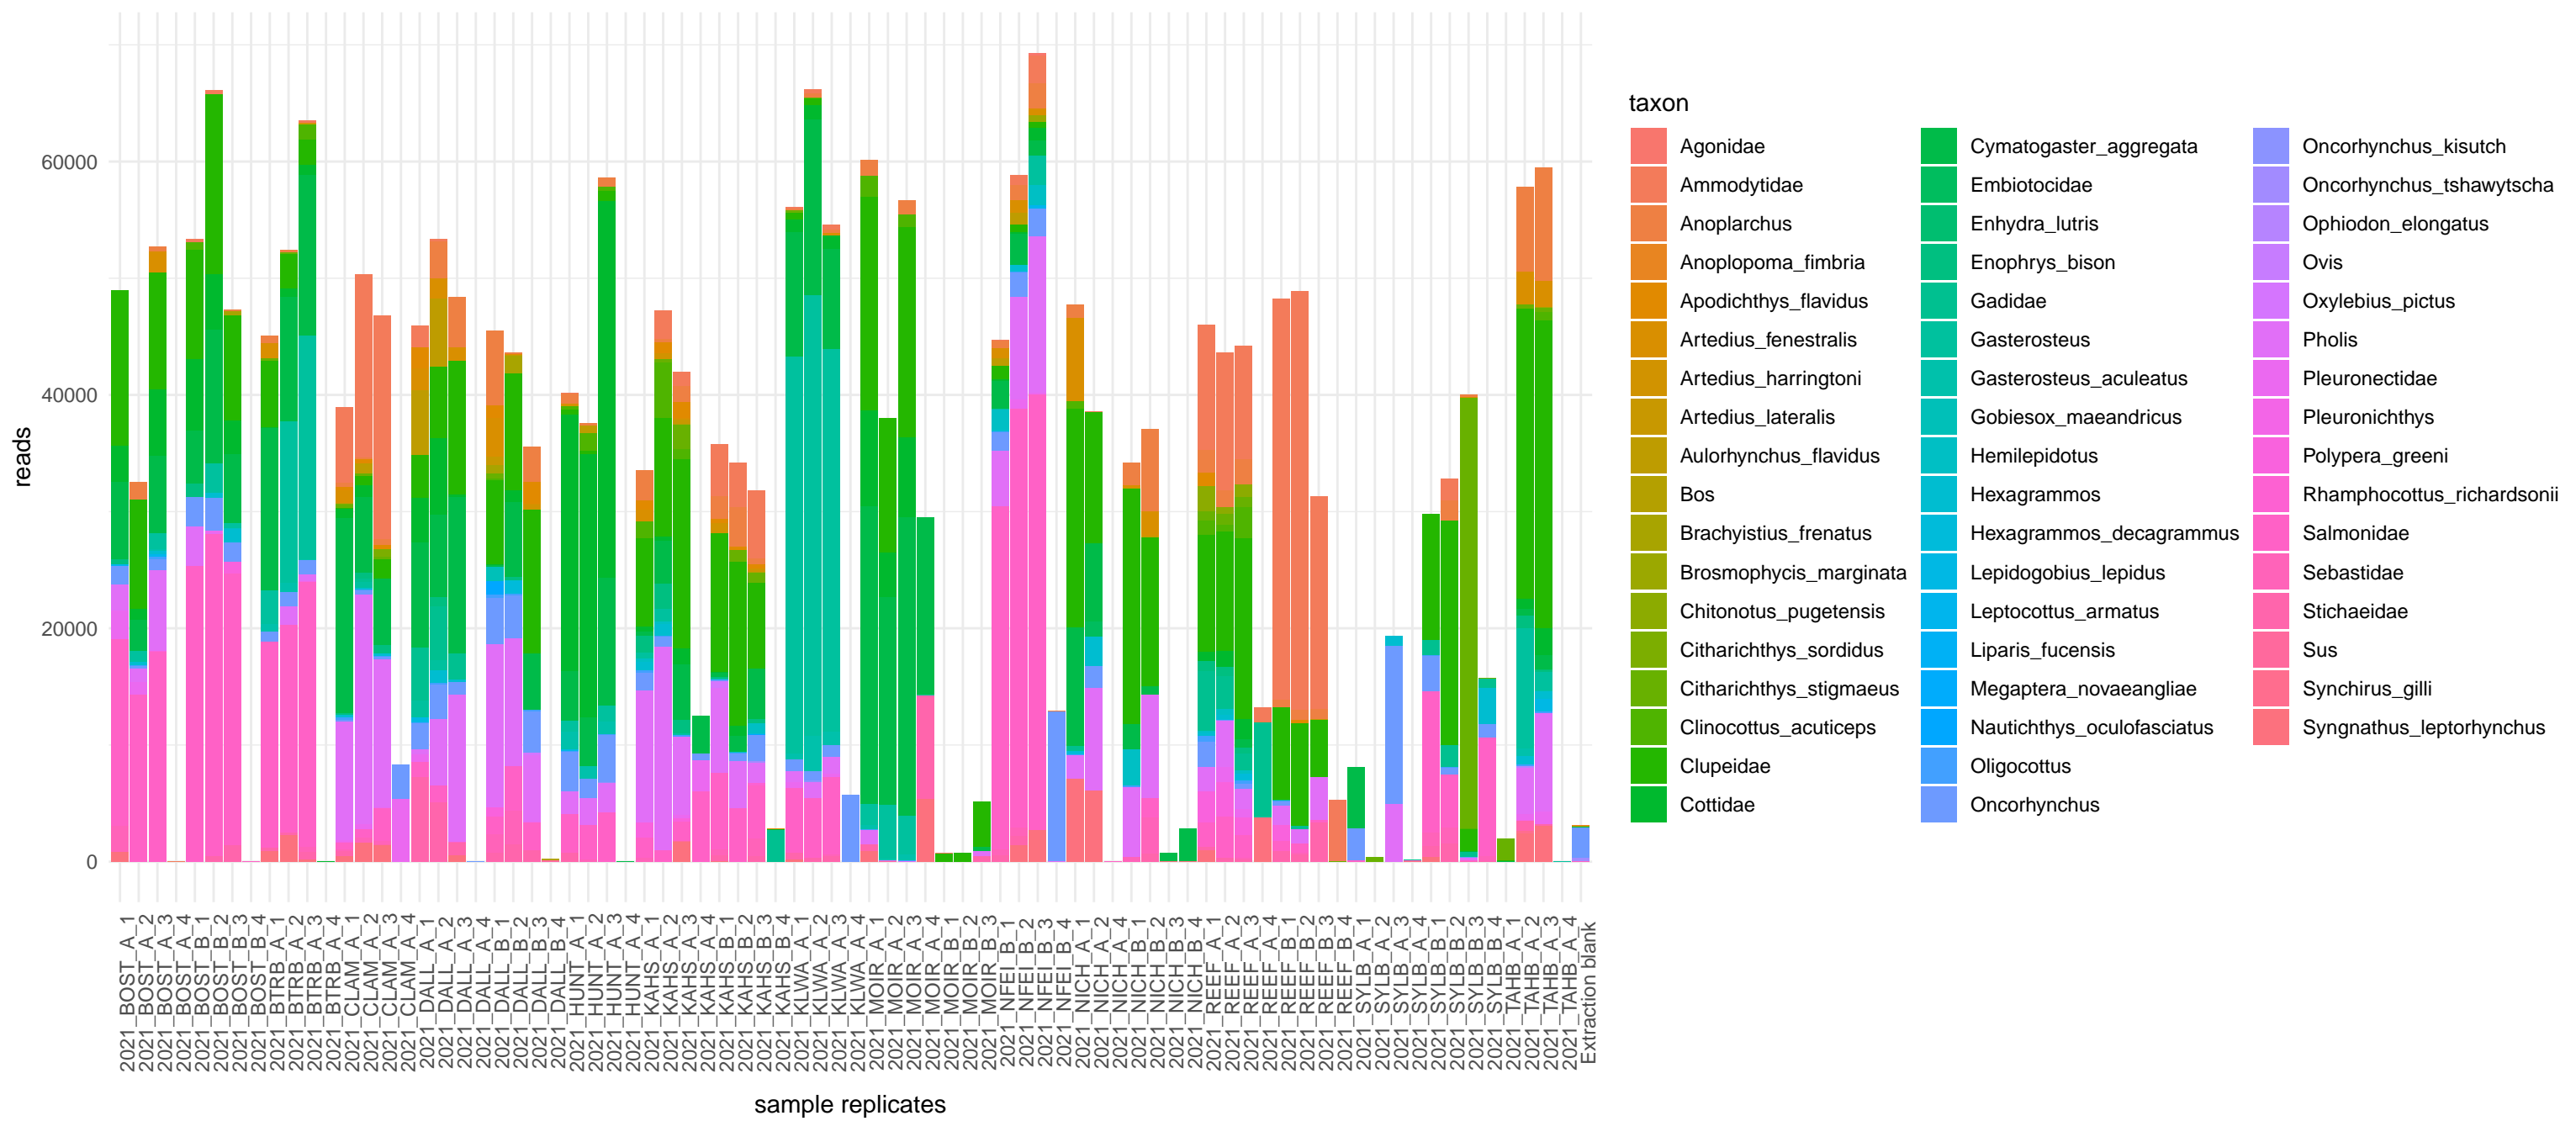 reads
60000
40000
20000
0
2021_BOST_A_1
2021_BOST_A_2
2021_BOST_A_3
2021_BOST_A_4
2021_BOST_B_1
2021_BOST_B_2
2021_BOST_B_3
2021_BOST_B_4
2021_BTRB_A_1
2021_BTRB_A_2
2021_BTRB_A_3
2021_BTRB_A_4
2021_CLAM_A_1
2021_CLAM_A_2
2021_CLAM_A_3
2021_CLAM_A_4
2021_DALL_A_1
2021_DALL_A_2
2021_DALL_A_3
2021_DALL_A_4
2021_DALL_B_1
2021_DALL_B_2
2021_DALL_B_3
2021_DALL_B_4
2021_HUNT_A_1
2021_HUNT_A_2
2021_HUNT_A_3
2021_HUNT_A_4
2021_KAHS_A_1
2021_KAHS_A_2
2021_KAHS_A_3
2021_KAHS_A_4
2021_KAHS_B_1
2021_KAHS_B_2
2021_KAHS_B_3
2021_KAHS_B_4
2021_KLWA_A_1
2021_KLWA_A_2
2021_KLWA_A_3
2021_KLWA_A_4
2021_MOIR_A_1
2021_MOIR_A_2
2021_MOIR_A_3
2021_MOIR_A_4
2021_MOIR_B_1
2021_MOIR_B_2
2021_MOIR_B_3
2021_NFEI_B_1
2021_NFEI_B_2
2021_NFEI_B_3
2021_NFEI_B_4
2021_NICH_A_1
2021_NICH_A_2
2021_NICH_A_4
2021_NICH_B_1
2021_NICH_B_2
2021_NICH_B_3
2021_NICH_B_4
2021_REEF_A_1
2021_REEF_A_2
2021_REEF_A_3
2021_REEF_A_4
2021_REEF_B_1
2021_REEF_B_2
2021_REEF_B_3
2021_REEF_B_4
2021_SYLB_A_1
2021_SYLB_A_2
2021_SYLB_A_3
2021_SYLB_A_4
2021_SYLB_B_1
2021_SYLB_B_2
2021_SYLB_B_3
2021_SYLB_B_4
2021_TAHB_A_1
2021_TAHB_A_2
2021_TAHB_A_3
2021_TAHB_A_4
Extraction blank
sample replicates
taxon
Agonidae
Ammodytidae
Anoplarchus
Anoplopoma_fimbria
Apodichthys_flavidus
Artedius_fenestralis
Artedius_harringtoni
Artedius_lateralis
Aulorhynchus_flavidus
Bos
Brachyistius_frenatus
Brosmophycis_marginata
Chitonotus_pugetensis
Citharichthys_sordidus
Citharichthys_stigmaeus
Clinocottus_acuticeps
Clupeidae
Cottidae
Cymatogaster_aggregata
Embiotocidae
Enhydra_lutris
Enophrys_bison
Gadidae
Gasterosteus
Gasterosteus_aculeatus
Gobiesox_maeandricus
Hemilepidotus
Hexagrammos
Hexagrammos_decagrammus
Lepidogobius_lepidus
Leptocottus_armatus
Liparis_fucensis
Megaptera_novaeangliae
Nautichthys_oculofasciatus
Oligocottus
Oncorhynchus
Oncorhynchus_kisutch
Oncorhynchus_tshawytscha
Ophiodon_elongatus
Ovis
Oxylebius_pictus
Pholis
Pleuronectidae
Pleuronichthys
Polypera_greeni
Rhamphocottus_richardsonii
Salmonidae
Sebastidae
Stichaeidae
Sus
Synchirus_gilli
Syngnathus_leptorhynchus